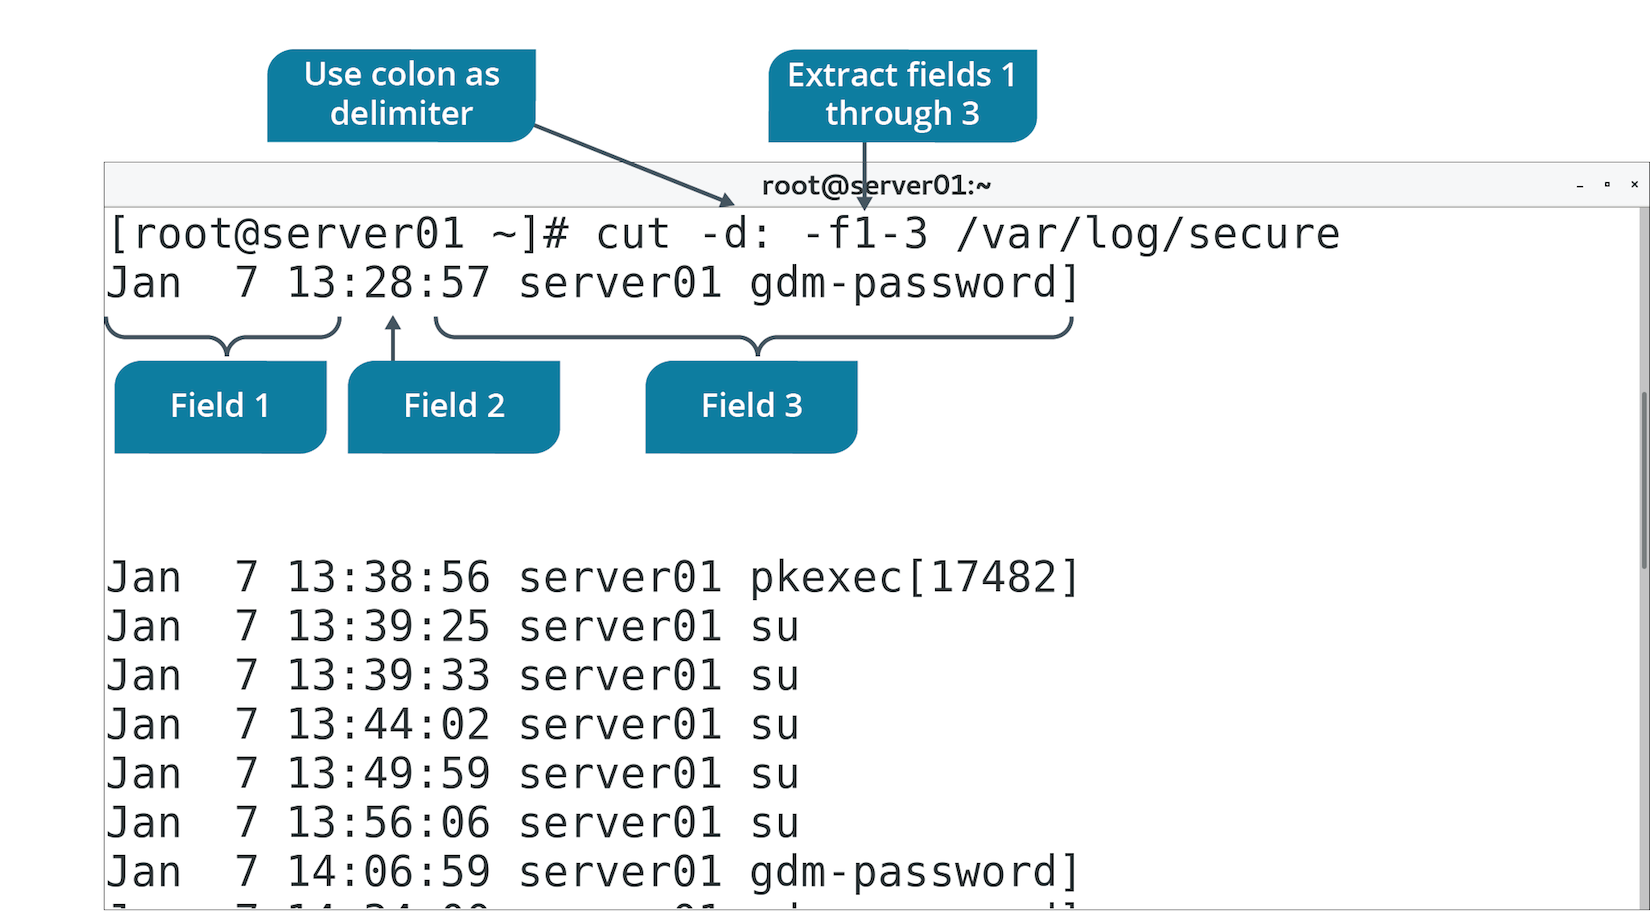 Use colon as
delimiter
Extract fields 1
through 3
root@server01:~
[root@server01 ~]# cut -d: -f1-3 /var/log/secure
Jan  7 13:28:57 server01 gdm-password]
Field 1
Field 2
Field 3
Jan  7 13:38:56 server01 pkexec[17482]
Jan  7 13:39:25 server01 su
Jan  7 13:39:33 server01 su
Jan  7 13:44:02 server01 su
Jan  7 13:49:59 server01 su
Jan  7 13:56:06 server01 su
Jan  7 14:06:59 server01 gdm-password]